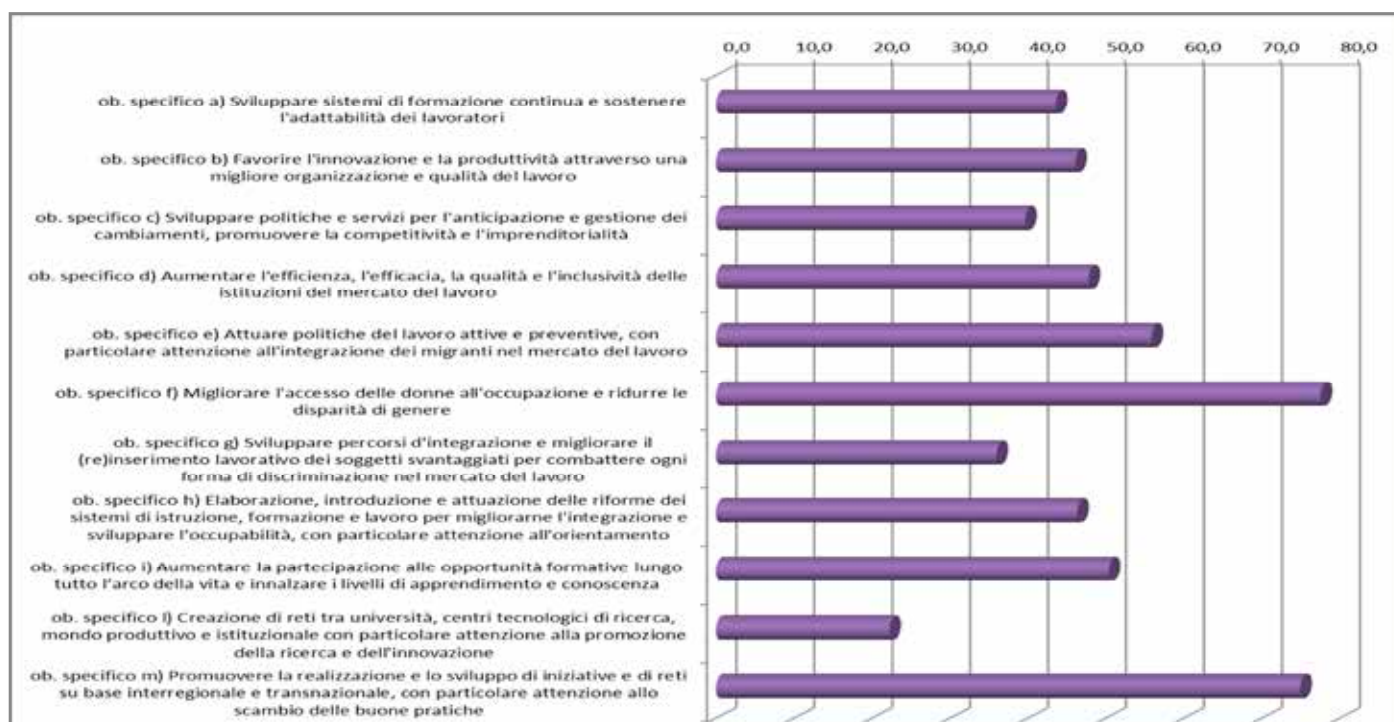 0,0 10,0 20,0 30,0 40,0 50,0 60,0 70,0 80,0
ob. specifico a) Sviluppare sistemi di formazione continua e sostenere
l'adattabilità dei lavoratori
ob. specifico b) Favorire l'innovazione e la produttività attraverso una
migliore organizzazione e qualità del lavoro
ob. specifico c) Sviluppare politiche e servizi per l'anticipazione e gestione dei
cambiamenti, promuovere la competitività e l'imprenditorialità
ob. specifico d) Aumentare l'efficienza, l'efficacia, la qualità e l'inclusività delle
istituzioni del mercato del lavoro
ob. specifico e) Attuare politiche del lavoro attive e preventive, con
particolare attenzione all'integrazione dei migranti nel mercato del lavoro
ob. specifico f) Migliorare l'accesso delle donne all'occupazione e ridurre le
disparità di genere
ob. specifico g) Sviluppare percorsi d'integrazione e migliorare il
(re)inserimento lavorativo dei soggetti svantaggiati per combattere ogni
forma di discriminazione nel mercato del lavoro
ob. specifico h) Elaborazione, introduzione e attuazione delle riforme dei
sistemi di istruzione, formazione e lavoro per migliorarne l'integrazione e
sviluppare l'occupabilità, con particolare attenzione all'orientamento
ob. specifico i) Aumentare la partecipazione alle opportunità formative lungo
tutto l'arco della vita e innalzare i livelli di apprendimento e conoscenza
ob. specifico l) Creazione di reti tra università, centri tecnologici di ricerca,
mondo produttivo e istituzionale con particolare attenzione alla promozione
della ricerca e dell'innovazione
ob. specifico m) Promuovere la realizzazione e lo sviluppo di iniziative e di reti
su base interregionale e transnazionale, con particolare attenzione allo
scambio delle buone pratiche